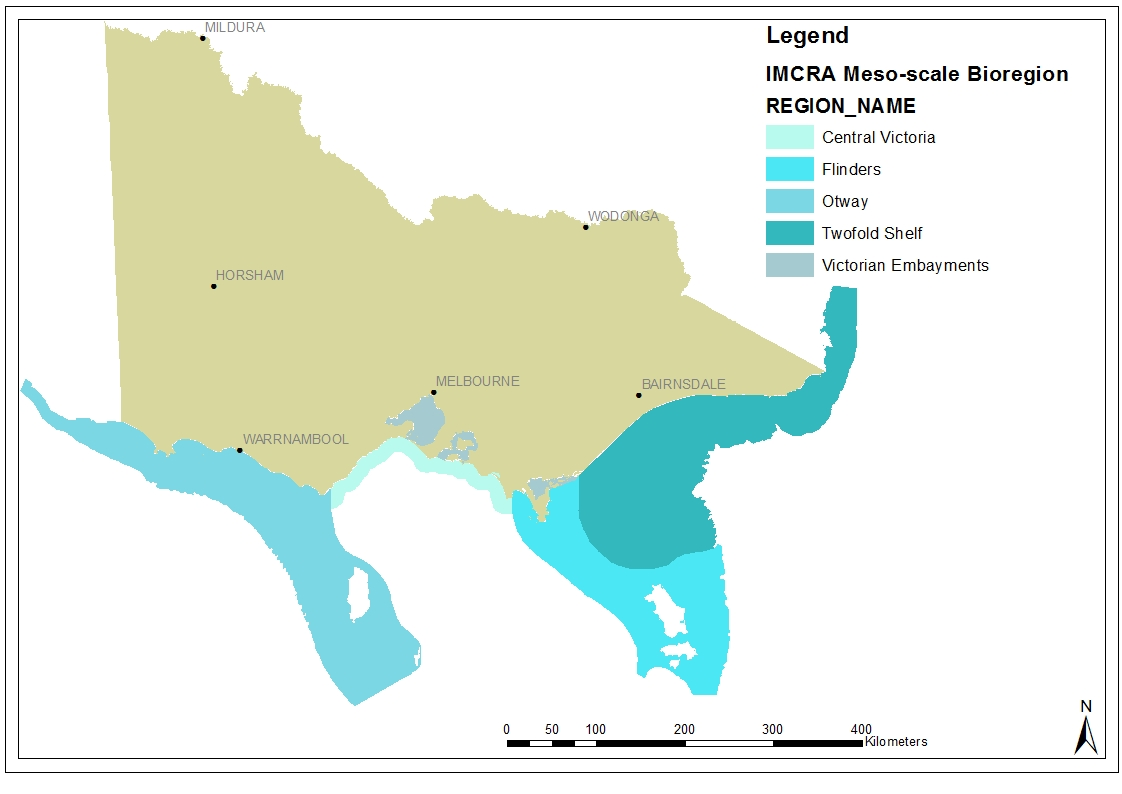 MILDURA
Legend
IMCRA Meso-scale Bioregion
REGION_NAME
Central Victoria
Flinders
Otway
Twofold Shelf
Victorian Embayments
WODONGA
HORSHAM
MELBOURNE
BAIRNSDALE
WARRNAMBOOL
N
0 50 100 200 300 400
Kilometers